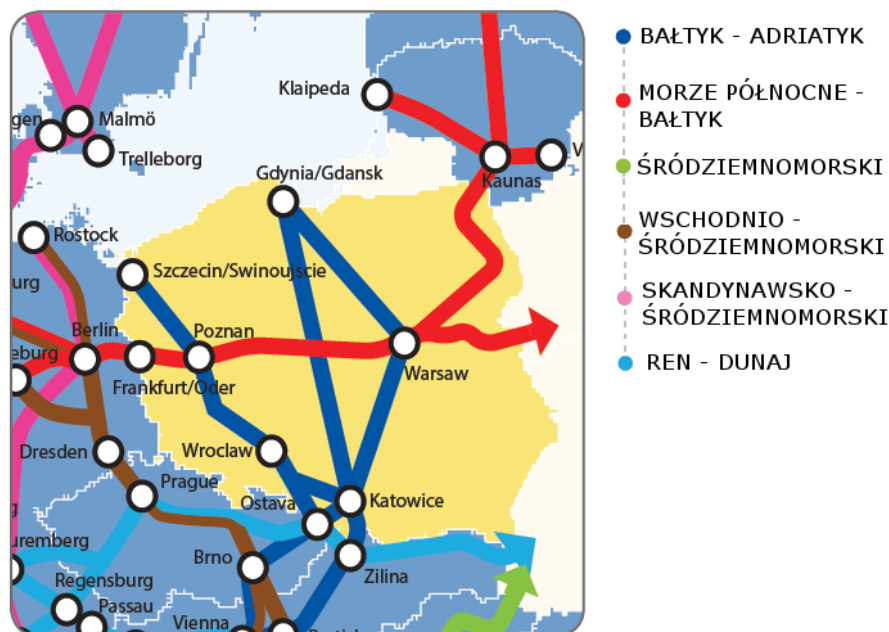 Klaipeda
Malmö
Trelleborg
Kaunas
Gdynia/Gdansk
Rostock
Szczecin/Swinoujscie
Berlin
Poznan
Frankfurt/Oder
Warsaw
Dresden
Wroclaw
Prague
Ostava
Katowice
Brno
Zilina
Regensburg
Passau
Vienna
BAŁTYK - ADRIATYK
MORZE PÓŁNOCNE -
BAŁTYK
ŚRÓDZIEMNOMORSKI
WSCHODNIO -
ŚRÓDZIEMNOMORSKI
SKANDYNAWSKO -
ŚRÓDZIEMNOMORSKI
REN - DUNAJ